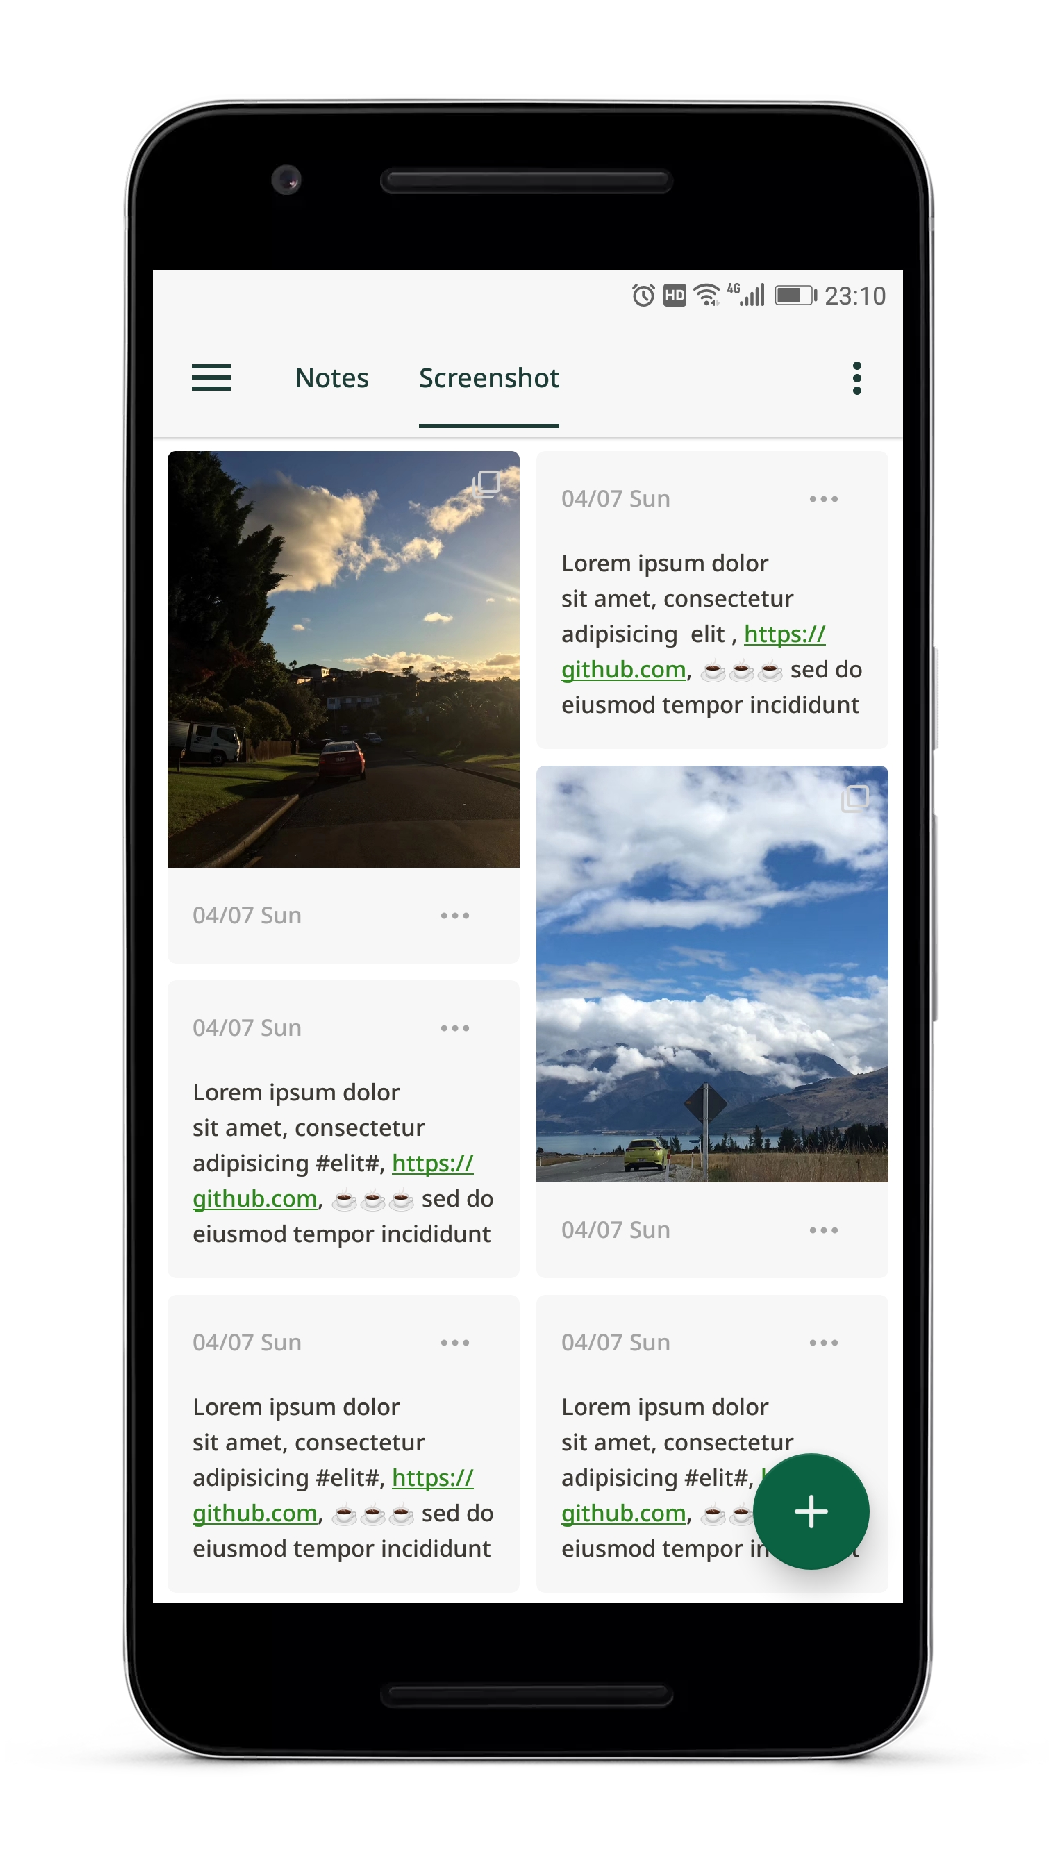 HD 4G 23:10
Notes Screenshot
04/07 Sun
04/07 Sun
Lorem ipsum dolor
sit amet, consectetur
adipisicing #elit#, https://
github.com, ☕☕☕ sed do
eiusmod tempor incididunt
04/07 Sun
Lorem ipsum dolor
sit amet, consectetur
adipisicing #elit#, https://
github.com, ☕☕☕ sed do
eiusmod tempor incididunt
04/07 Sun
Lorem ipsum dolor
sit amet, consectetur
adipisicing  elit , https://
github.com, ☕☕☕ sed do
eiusmod tempor incididunt
04/07 Sun
04/07 Sun
Lorem ipsum dolor
sit amet, consectetur
adipisicing #elit#,
github.com, ☕☕
eiusmod tempor